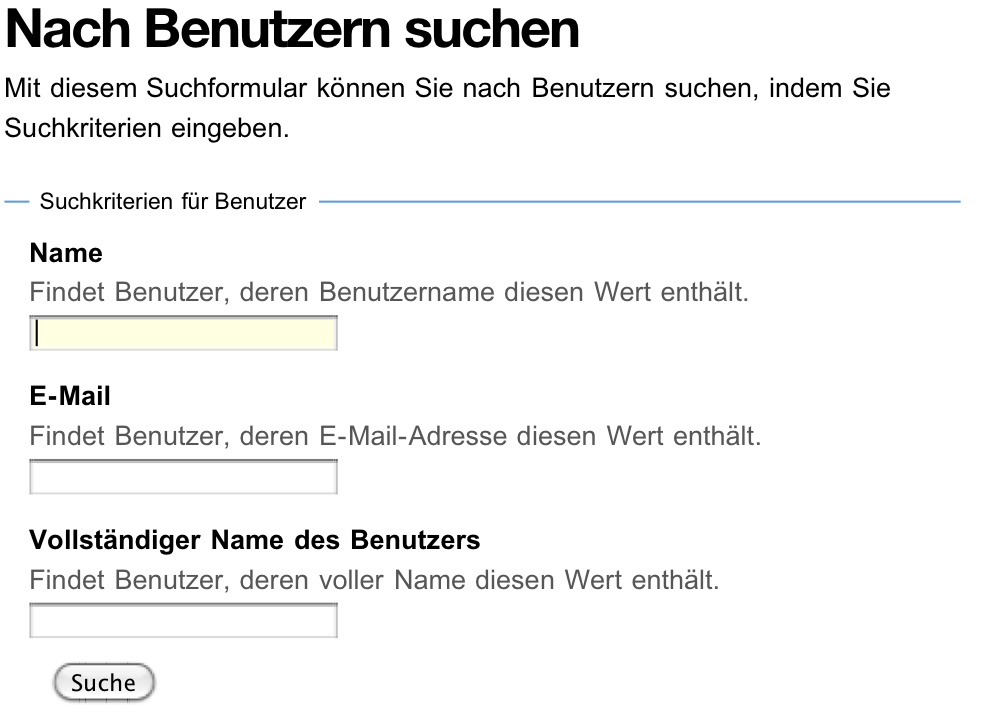 Nach Benutzern suchen
Mit diesem Suchformular können Sie nach Benutzern suchen, indem Sie
Suchkriterien eingeben.
Suchkriterien für Benutzer
Name
Findet Benutzer, deren Benutzername diesen Wert enthält.
E-Mail
Findet Benutzer, deren E-Mail-Adresse diesen Wert enthält.
Vollständiger Name des Benutzers
Findet Benutzer, deren voller Name diesen Wert enthält.
Suche